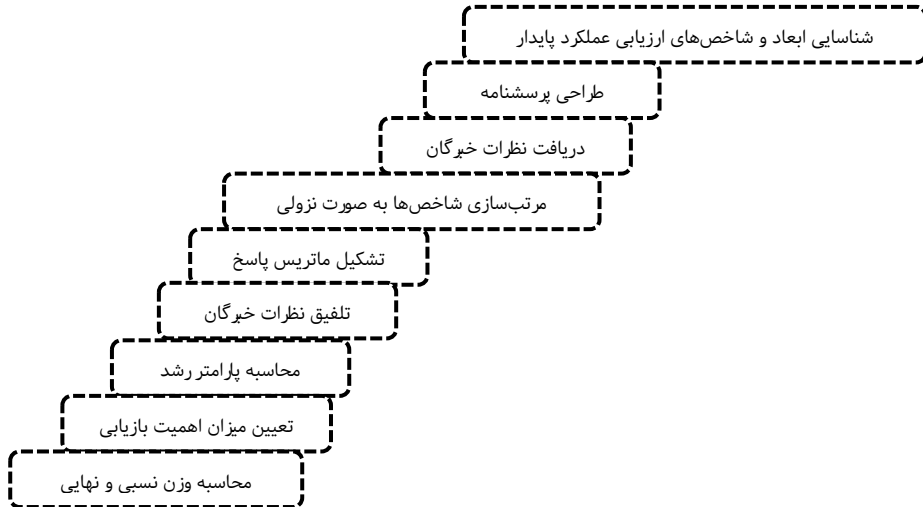 شناسایی ابعاد و شاخص‌های ارزیابی عملکرد پایدار
طراحی پرسشنامه
دریافت نظرات خبرگان
مرتب‌سازی شاخص‌ها به صورت نزولی
تشکیل ماتریس پاسخ
تلفیق نظرات خبرگان
محاسبه پارامتر رشد
تعیین میزان اهمیت بازیابی
محاسبه وزن نسبی و نهایی